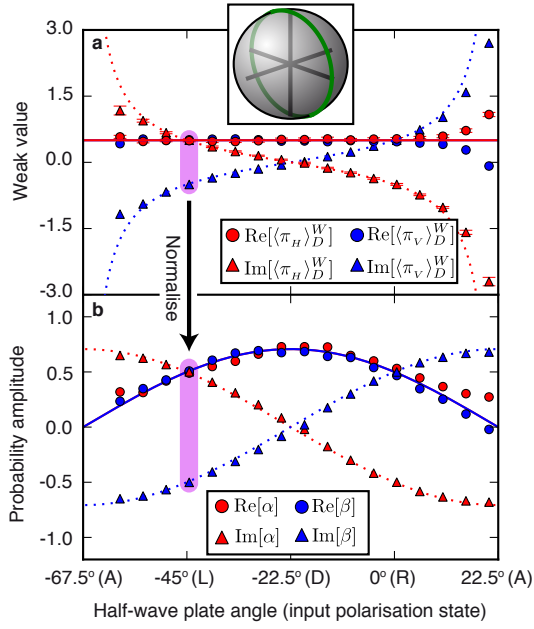 a
3.0
1.5
0.0
-1.5
-3.0
Weak value
Re[⟨π_H⟩_D^W]
Re[⟨π_V⟩_D^W]
Im[⟨π_H⟩_D^W]
Im[⟨π_V⟩_D^W]
Normalise
b
1.0
0.5
0.0
-0.5
-1.0
Probability amplitude
Re[α]
Re[β]
Im[α]
Im[β]
-67.5° (A)
-45° (L)
-22.5° (D)
0° (R)
22.5° (A)
Half-wave plate angle (input polarisation state)